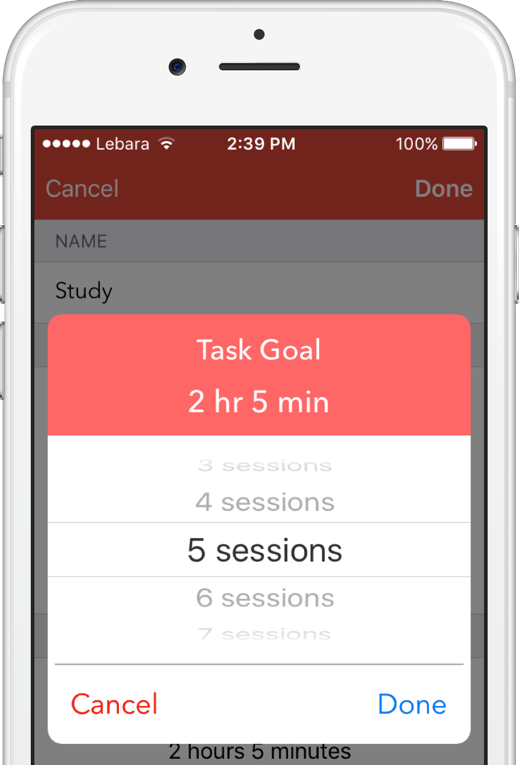 Lebara 2:39 PM 100%
Cancel Done
NAME
Study
Task Goal
2 hr 5 min
3 sessions
4 sessions
5 sessions
6 sessions
7 sessions
Cancel Done
2 hours 5 minutes